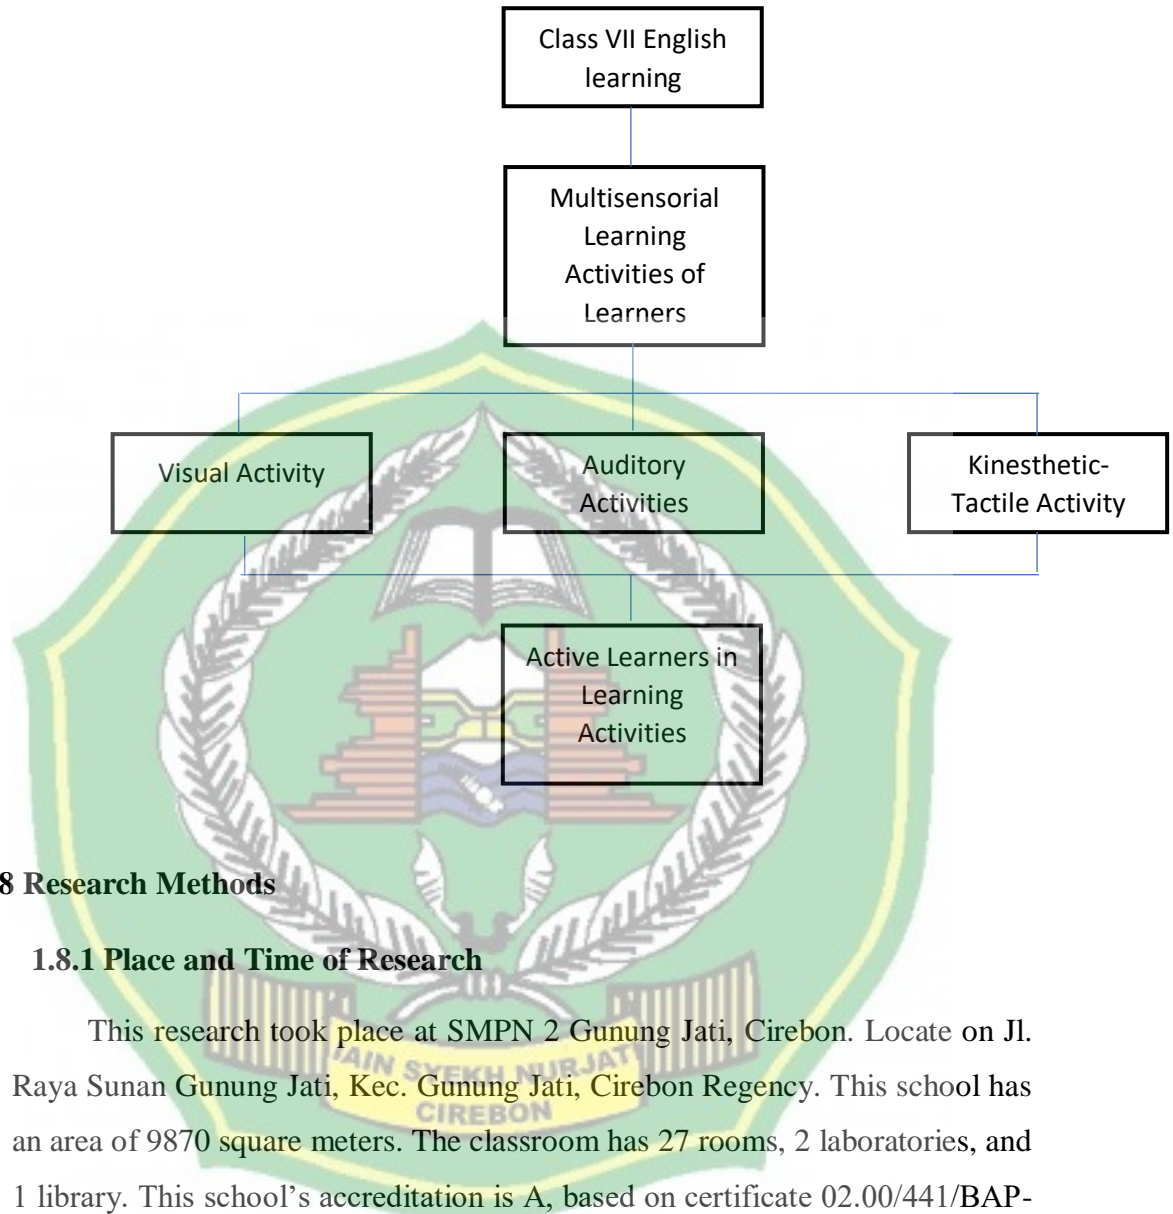 Class VII English
learning
Multisensorial
Learning
Activities of
Learners
Visual Activity
Auditory
Activities
Kinesthetic-
Tactile Activity
Active Learners in
Learning
Activities
8 Research Methods
1.8.1 Place and Time of Research
This research took place at SMPN 2 Gunung Jati, Cirebon. Locate on Jl.
Raya Sunan Gunung Jati, Kec. Gunung Jati, Cirebon Regency. This school has
an area of 9870 square meters. The classroom has 27 rooms, 2 laboratories, and
1 library. This school’s accreditation is A, based on certificate 02.00/441/BAP-
IAIN SYEKH NURJATI
CIREBON